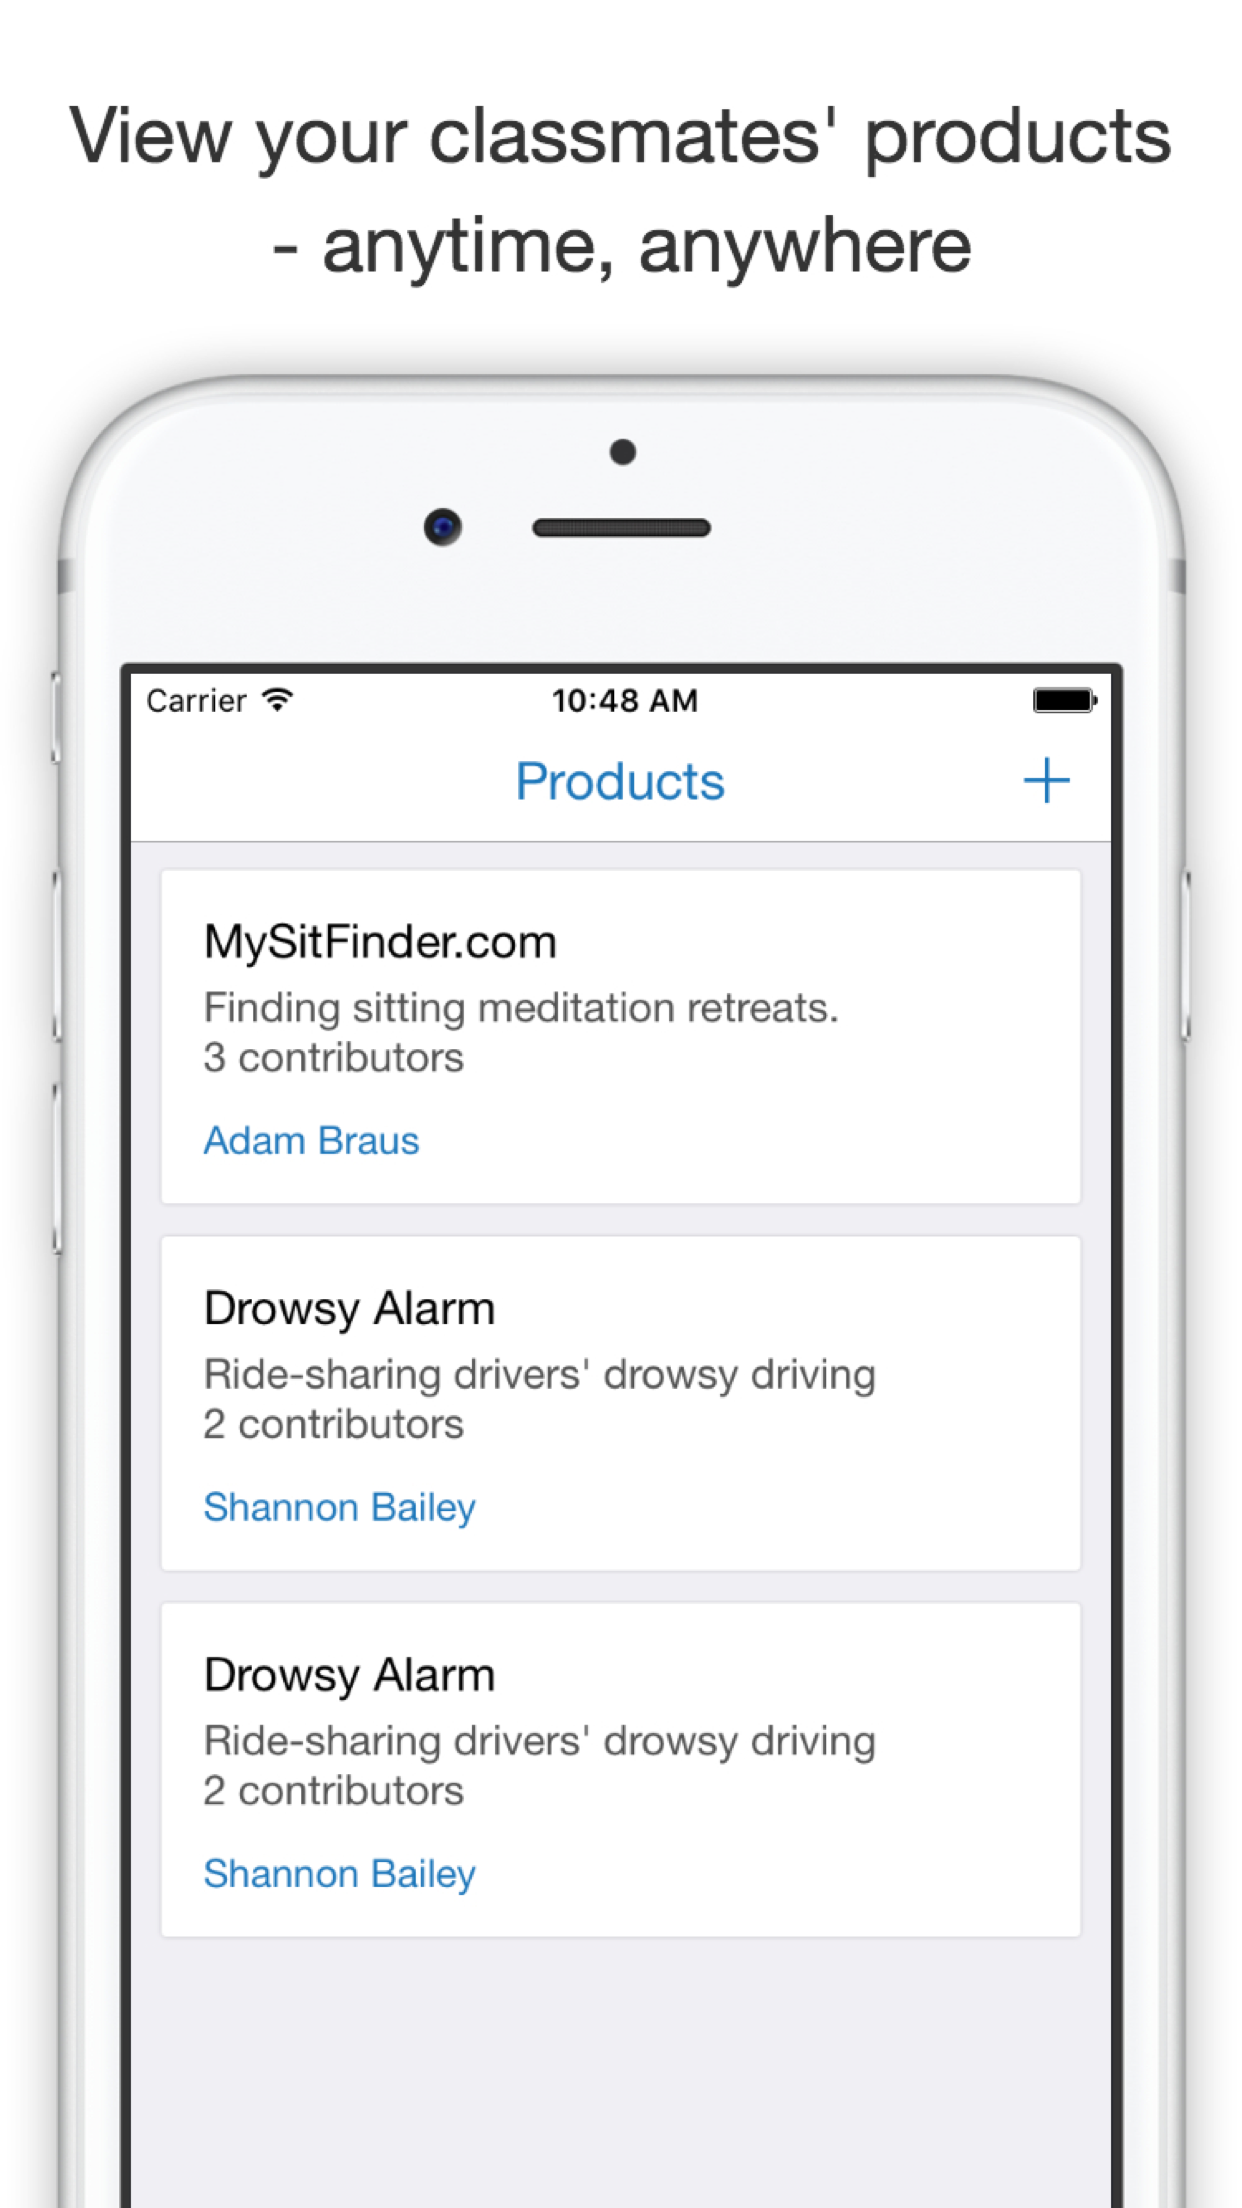 View your classmates' products
- anytime, anywhere
Carrier 10:48 AM
Products +
MySitFinder.com
Finding sitting meditation retreats.
3 contributors
Adam Braus
Drowsy Alarm
Ride-sharing drivers' drowsy driving
2 contributors
Shannon Bailey
Drowsy Alarm
Ride-sharing drivers' drowsy driving
2 contributors
Shannon Bailey